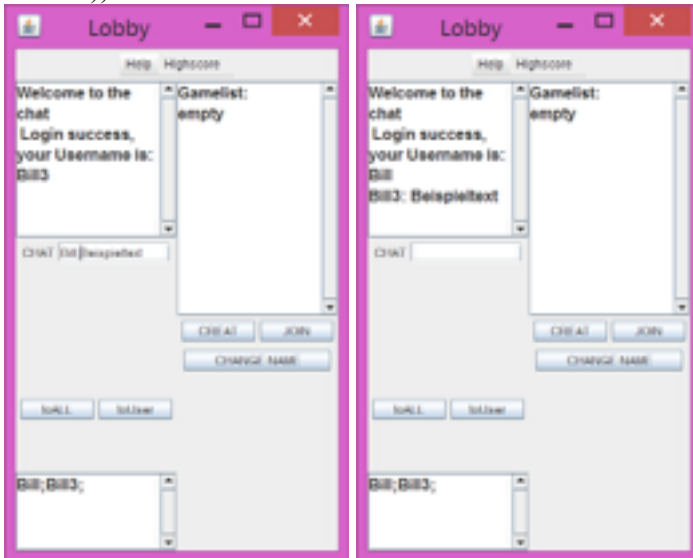 Lobby
Help Highscore
Welcome to the
chat
Login success,
your Username is:
Bill3
Gamelist:
empty
CHAT Bill Beispieltext
CREAT JOIN
CHANGE NAME
toALL toUser
Bill;Bill3;
Lobby
Help Highscore
Welcome to the
chat
Login success,
your Username is:
Bill
Bill3: Beispieltext
Gamelist:
empty
CHAT
CREAT JOIN
CHANGE NAME
toALL toUser
Bill;Bill3;